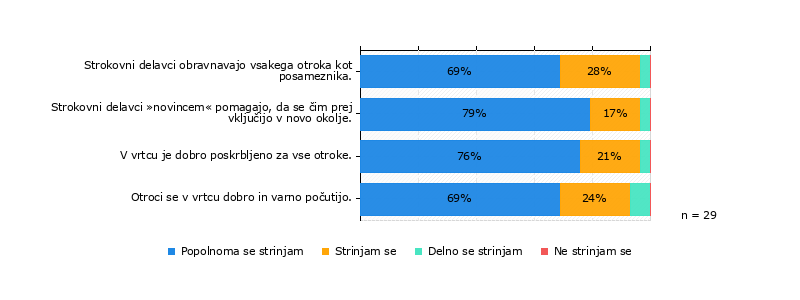 Strokovni delavci obravnavajo vsakega otroka kot
posameznika.
69%
28%
Strokovni delavci »novincem« pomagajo, da se čim prej
vključijo v novo okolje.
79%
17%
V vrtcu je dobro poskrbljeno za vse otroke.
76%
21%
Otroci se v vrtcu dobro in varno počutijo.
69%
24%
n = 29
Popolnoma se strinjam
Strinjam se
Delno se strinjam
Ne strinjam se